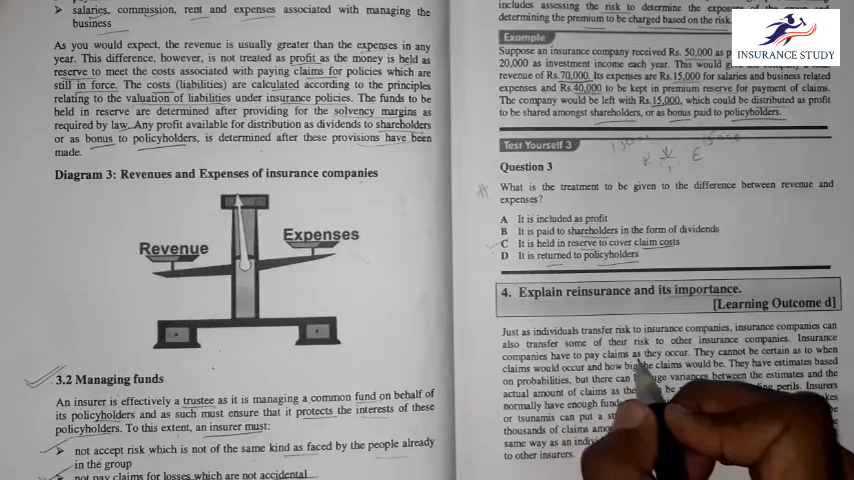 salaries, commission, rent and expenses associated with managing the
business
As you would expect, the revenue is usually greater than the expenses in any
year. This difference, however, is not treated as profit as the money is held as
reserve to meet the costs associated with paying claims for policies which are
still in force. The costs (liabilities) are calculated according to the principles
relating to the valuation of liabilities under insurance policies. The funds to be
held in reserve are determined after providing for the solvency margins as
required by law. Any profit available for distribution as dividends to shareholders
or as bonus to policyholders, is determined after these provisions have been
made.
Diagram 3: Revenues and Expenses of insurance companies
Revenue
Expenses
3.2 Managing funds
An insurer is effectively a trustee as it is managing a common fund on behalf of
its policyholders and as such must ensure that it protects the interests of these
policyholders. To this extent, an insurer must:
not accept risk which is not of the same kind as faced by the people already
in the group
not pay claims for losses which are not accidental
includes assessing the risk to determine the
determining the premium to be charged based on the risk.
INSURANCE STUDY
Example
Suppose an insurance company received Rs. 50,000 as
20,000 as investment income each year. This would
revenue of Rs.70,000. Its expenses are Rs.15,000 for salaries and business related
expenses and Rs.40,000 to be kept in premium reserve for payment of claims.
The company would be left with Rs.15,000, which could be distributed as profit
to be shared amongst shareholders, or as bonus paid to policyholders.
Test Yourself 3
R E
Question 3
What is the treatment to be given to the difference between revenue and
expenses?
A It is included as profit
B It is paid to shareholders in the form of dividends
C It is held in reserve to cover claim costs
D It is returned to policyholders
4. Explain reinsurance and its importance.
[Learning Outcome d]
Just as individuals transfer risk to insurance companies, insurance companies can
also transfer some of their risk to other insurance companies. Insurance
companies have to pay claims as they occur. They cannot be certain as to when
claims would occur and how big the claims would be. They have estimates based
on probabilities, but there can huge variances between the estimates and the
actual amount of claims as the perils. Insurers
normally have enough
or tsunamis can put a
thousands of claims
same way as an
to other insurers.